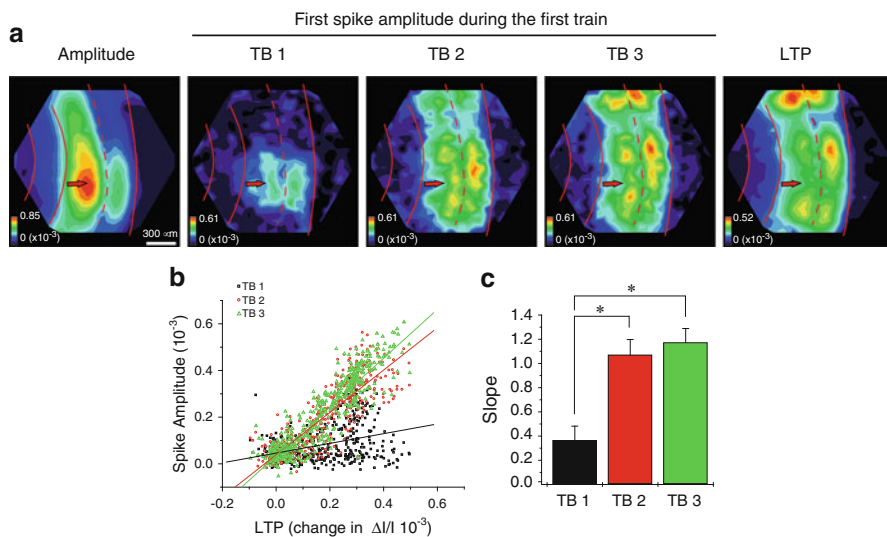 First spike amplitude during the first train
a
Amplitude
TB 1
TB 2
TB 3
LTP
0.85
0 (x10⁻³)
300 αm
0.61
0 (x10⁻³)
0.61
0 (x10⁻³)
0.61
0 (x10⁻³)
0.52
0 (x10⁻³)
b
TB 1
TB 2
TB 3
Spike Amplitude (10⁻³)
0.8
0.6
0.4
0.2
0.0
-0.2
0.0
0.2
0.4
0.6
0.8
LTP (change in ΔI/I 10⁻³)
c
*
*
Slope
1.4
1.2
1.0
0.8
0.6
0.4
0.2
0.0
TB 1
TB 2
TB 3